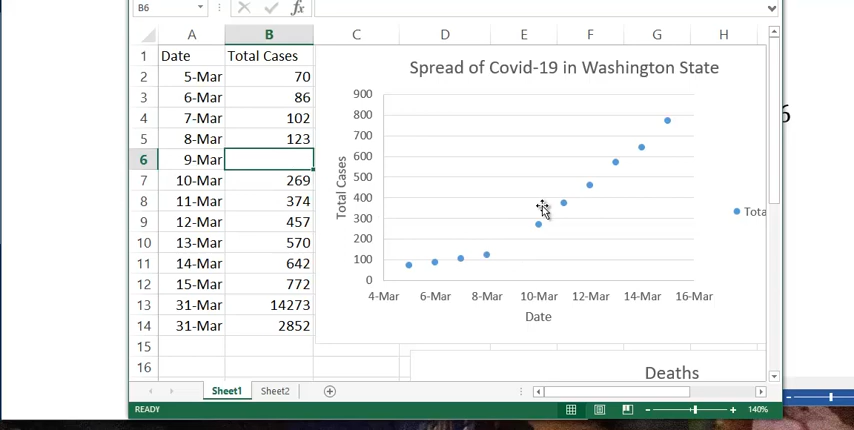 B6
fx
A B C D E F G H
1 Date Total Cases
2 5-Mar 70
3 6-Mar 86
4 7-Mar 102
5 8-Mar 123
6 9-Mar
7 10-Mar 269
8 11-Mar 374
9 12-Mar 457
10 13-Mar 570
11 14-Mar 642
12 15-Mar 772
13 31-Mar 14273
14 31-Mar 2852
15
16
Spread of Covid-19 in Washington State
900
800
700
600
500
400
300
200
100
0
Total Cases
4-Mar 6-Mar 8-Mar 10-Mar 12-Mar 14-Mar 16-Mar
Date
Tota
Deaths
Sheet1 Sheet2
READY
140%